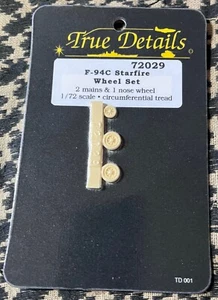 True Details
72029
F-94C Starfire
Wheel Set
2 mains & 1 nose wheel
1/72 scale • circumferential tread
TD 001